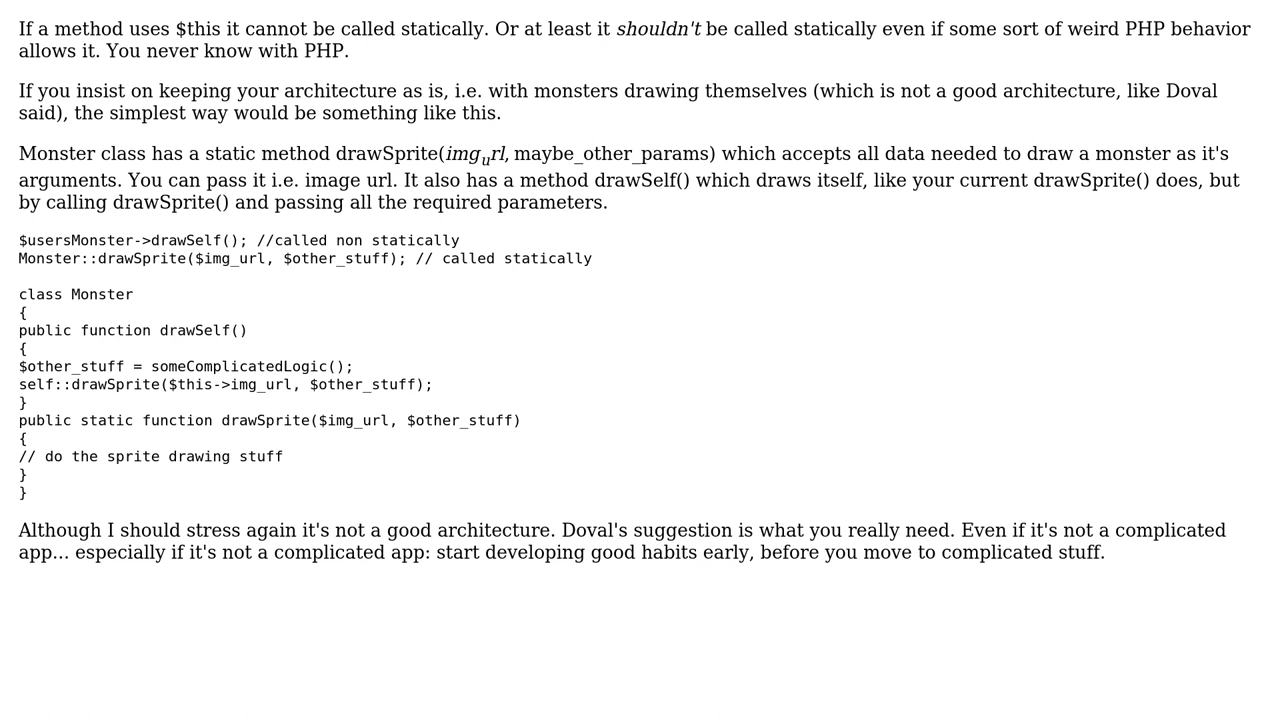 If a method uses $this it cannot be called statically. Or at least it shouldn't be called statically even if some sort of weird PHP behavior
allows it. You never know with PHP.
If you insist on keeping your architecture as is, i.e. with monsters drawing themselves (which is not a good architecture, like Doval
said), the simplest way would be something like this.
Monster class has a static method drawSprite(img_url, maybe_other_params) which accepts all data needed to draw a monster as it's
arguments. You can pass it i.e. image url. It also has a method drawSelf() which draws itself, like your current drawSprite() does, but
by calling drawSprite() and passing all the required parameters.
$usersMonster->drawSelf(); //called non statically
Monster::drawSprite($img_url, $other_stuff); // called statically
class Monster
{
public function drawSelf()
{
$other_stuff = someComplicatedLogic();
self::drawSprite($this->img_url, $other_stuff);
}
public static function drawSprite($img_url, $other_stuff)
{
// do the sprite drawing stuff
}
}
Although I should stress again it's not a good architecture. Doval's suggestion is what you really need. Even if it's not a complicated
app... especially if it's not a complicated app: start developing good habits early, before you move to complicated stuff.